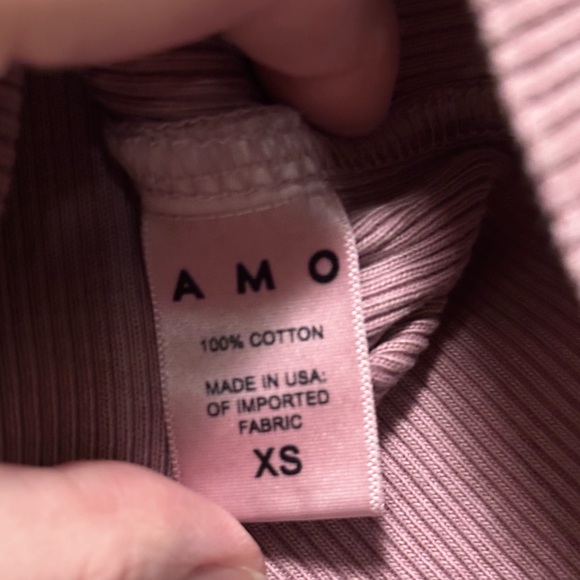 AMO
100% COTTON
MADE IN USA:
OF IMPORTED
FABRIC
XS